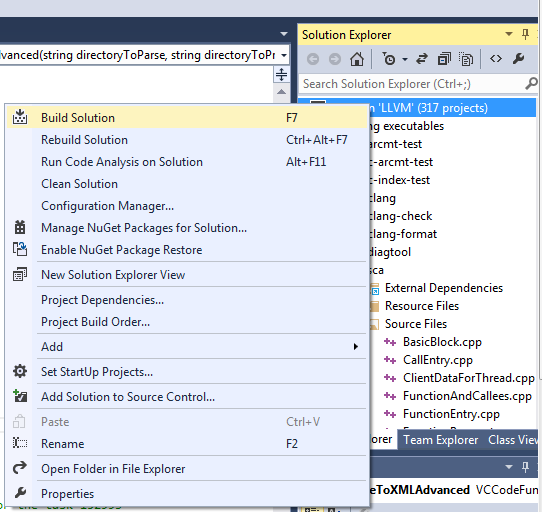 Solution Explorer
dvanced(string directoryToParse, string directoryToPr
Search Solution Explorer (Ctrl+;)
'LLVM' (317 projects)
Build Solution F7
executables
Rebuild Solution Ctrl+Alt+F7
arcmt-test
Run Code Analysis on Solution Alt+F11
c-arcmt-test
Clean Solution
c-index-test
Configuration Manager...
clang
Manage NuGet Packages for Solution...
clang-check
Enable NuGet Package Restore
clang-format
diagtool
New Solution Explorer View
sca
Project Dependencies...
External Dependencies
Project Build Order...
Resource Files
Source Files
Add
BasicBlock.cpp
Set StartUp Projects...
CallEntry.cpp
Add Solution to Source Control...
ClientDataForThread.cpp
Paste Ctrl+V
FunctionAndCallees.cpp
Rename F2
FunctionEntry.cpp
Open Folder in File Explorer
orer Team Explorer Class View
Properties
eToXMLAdvanced VCCodeFun